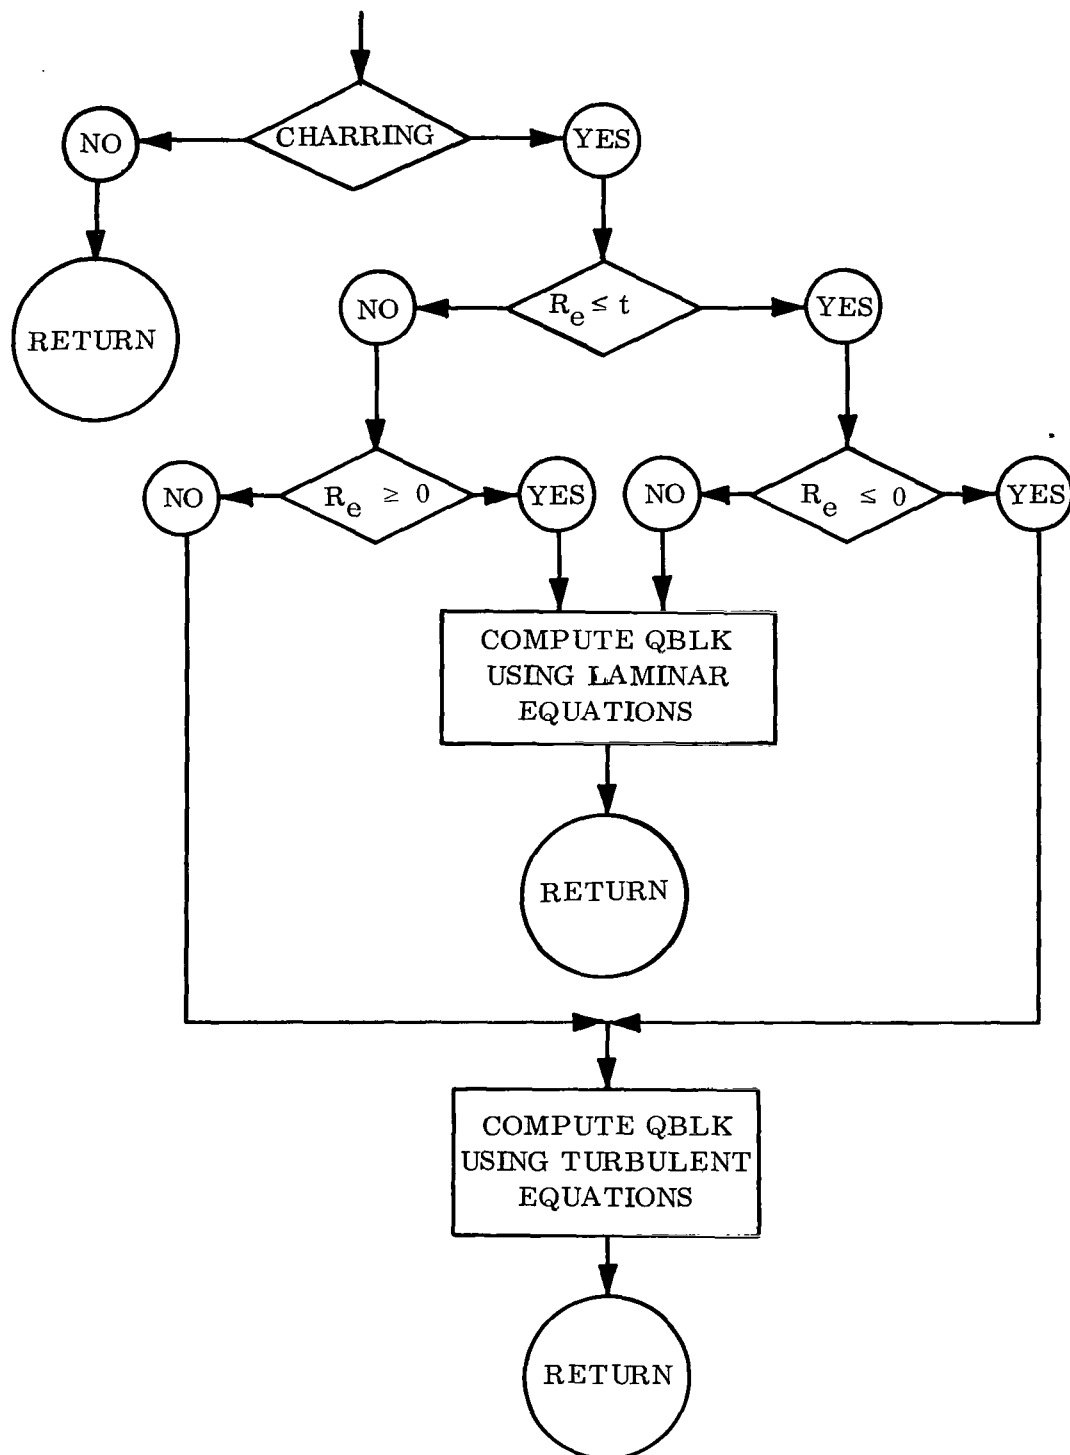 CHARRING
NO
YES
RETURN
NO
Re ≤ t
YES
NO
Re ≥ 0
YES
NO
Re ≤ 0
YES
COMPUTE QBLK
USING LAMINAR
EQUATIONS
RETURN
COMPUTE QBLK
USING TURBULENT
EQUATIONS
RETURN